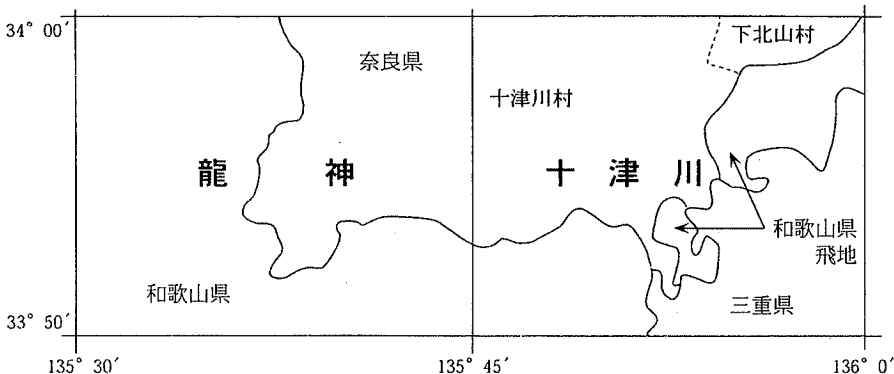 34° 00′
下北山村
奈良県
十津川村
龍神
十津川
和歌山県
飛地
和歌山県
三重県
33° 50′
135° 30′
135° 45′
136° 0′